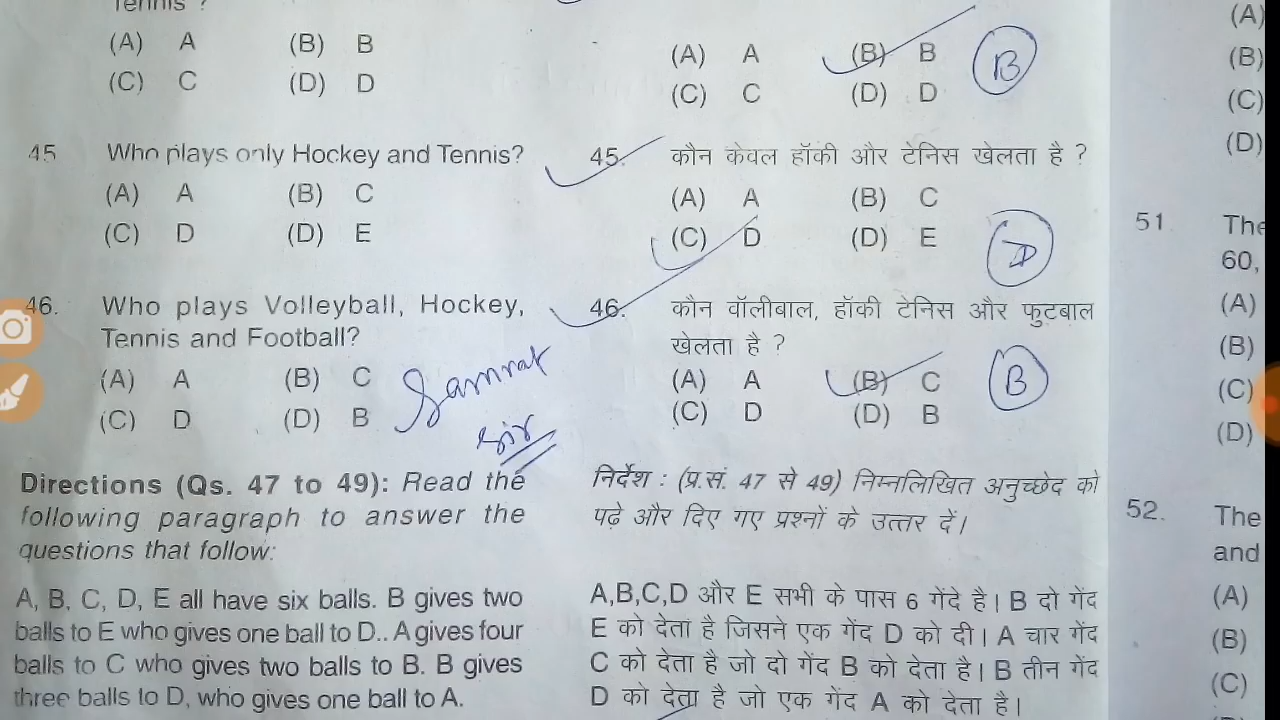 Tennis ?
(A) A (B) B
(C) C (D) D
45 Who plays only Hockey and Tennis?
(A) A (B) C
(C) D (D) E
46. Who plays Volleyball, Hockey,
Tennis and Football?
(A) A (B) C
(C) D (D) B
Samrat
sir
Directions (Qs. 47 to 49): Read the
following paragraph to answer the
questions that follow:
A, B, C, D, E all have six balls. B gives two
balls to E who gives one ball to D.. A gives four
balls to C who gives two balls to B. B gives
three balls to D, who gives one ball to A.
(A) A (B) B B
(C) C (D) D
45. कौन केवल हॉकी और टेनिस खेलता है ?
(A) A (B) C
(C) D (D) E D
46. कौन वॉलीबाल, हॉकी टेनिस और फुटबाल
खेलता है ?
(A) A (B) C B
(C) D (D) B
निर्देश : (प्र.सं. 47 से 49) निम्नलिखित अनुच्छेद को
पढ़े और दिए गए प्रश्नों के उत्तर दें।
A,B,C,D और E सभी के पास 6 गेंदे है। B दो गेंद
E को देता है जिसने एक गेंद D को दी। A चार गेंद
C को देता है जो दो गेंद B को देता है। B तीन गेंद
D को देता है जो एक गेंद A को देता है।
(A)
(B)
(C)
(D)
51 The
60,
(A)
(B)
(C)
(D)
52. The
and
(A)
(B)
(C)